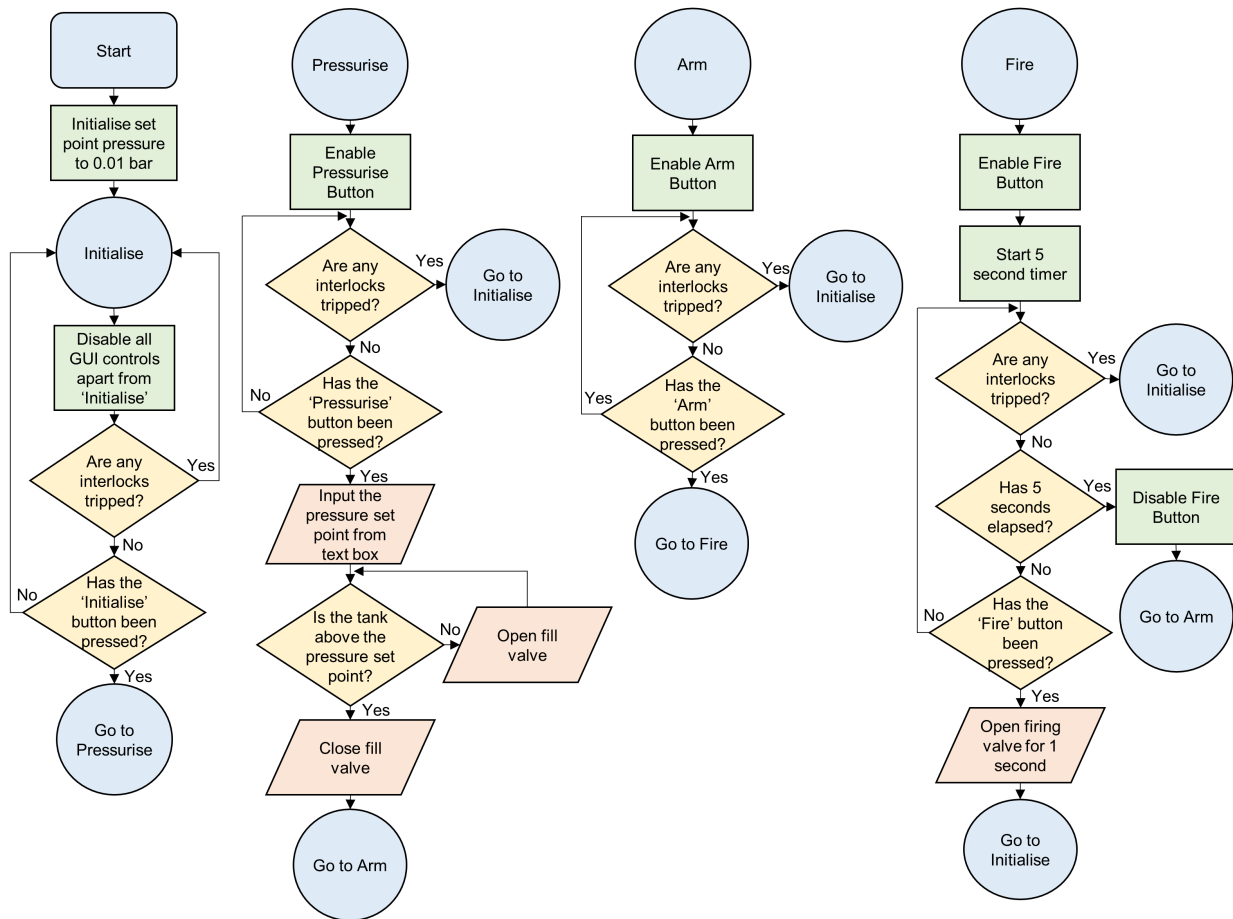 Start
Initialise set
point pressure
to 0.01 bar
Initialise
Disable all
GUI controls
apart from
‘Initialise’
Are any
interlocks
tripped?
Yes
No
Has the
‘Initialise’
button been
pressed?
No
Yes
Go to
Pressurise
Pressurise
Enable
Pressurise
Button
Are any
interlocks
tripped?
Yes
Go to
Initialise
No
Has the
‘Pressurise’
button been
pressed?
No
Yes
Input the
pressure set
point from
text box
Is the tank
above the
pressure set
point?
No
Open fill
valve
Yes
Close fill
valve
Go to Arm
Arm
Enable Arm
Button
Are any
interlocks
tripped?
Yes
Go to
Initialise
No
Has the
‘Arm’
button been
pressed?
Yes
Yes
Go to Fire
Fire
Enable Fire
Button
Start 5
second timer
Are any
interlocks
tripped?
Yes
Go to
Initialise
No
Has 5
seconds
elapsed?
Yes
Disable Fire
Button
Go to Arm
No
Has the
‘Fire’ button
been
pressed?
No
Yes
Open firing
valve for 1
second
Go to
Initialise